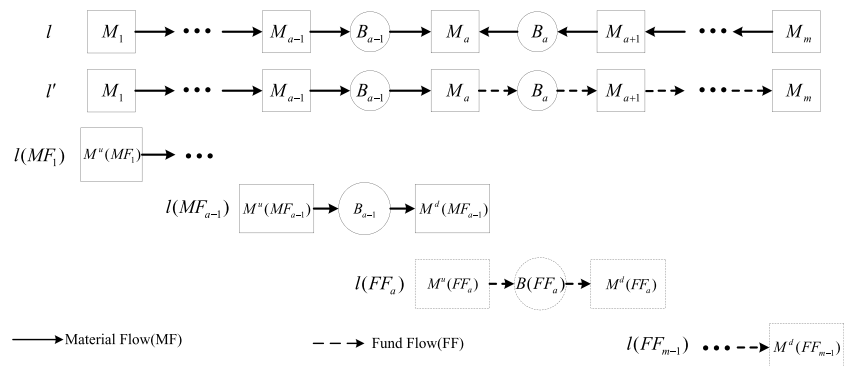 l M₁ ••• Mₐ₋₁ Bₐ₋₁ Mₐ Bₐ Mₐ₊₁ ••• Mₘ
l′ M₁ ••• Mₐ₋₁ Bₐ₋₁ Mₐ Bₐ Mₐ₊₁ ••• Mₘ
l(MF₁) Mᵘ(MF₁) •••
l(MFₐ₋₁) Mᵘ(MFₐ₋₁) Bₐ₋₁ Mᵈ(MFₐ₋₁)
l(FFₐ) Mᵘ(FFₐ) B(FFₐ) Mᵈ(FFₐ)
Material Flow(MF) Fund Flow(FF) l(FFₘ₋₁) ••• Mᵈ(FFₘ₋₁)